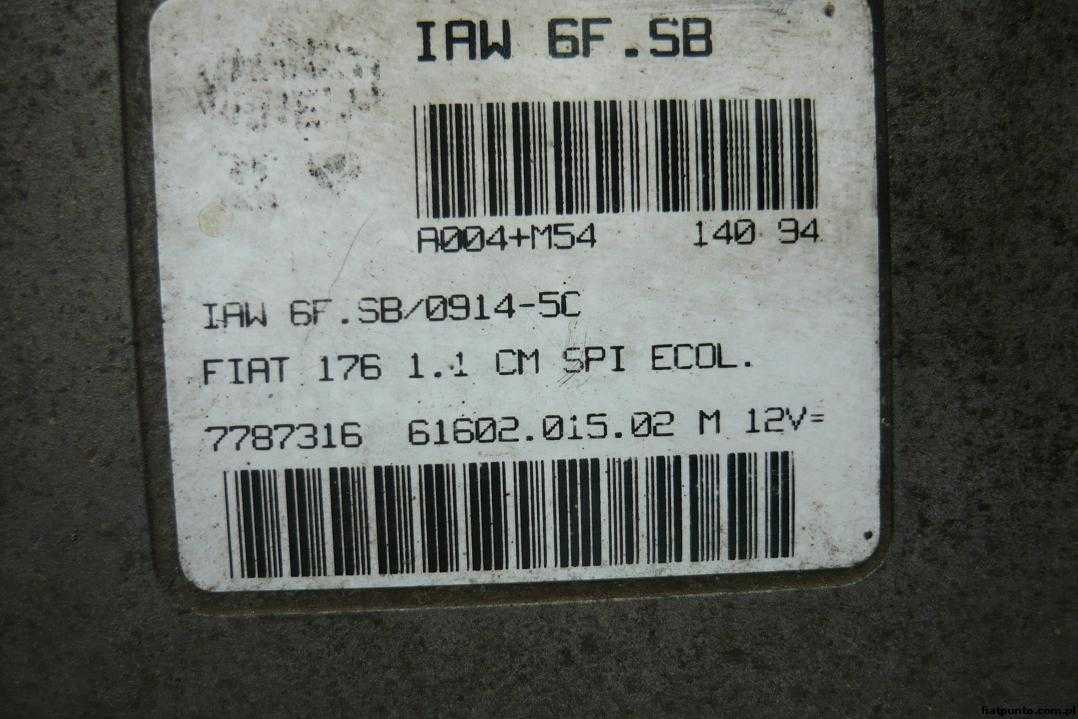 IAW 6F.SB
A004+M54 140 94
IAW 6F.SB/0914-5C
FIAT 176 1.1 CM SPI ECOL.
7787316 61602.015.02 M 12V=
fiatpunto.com.pl